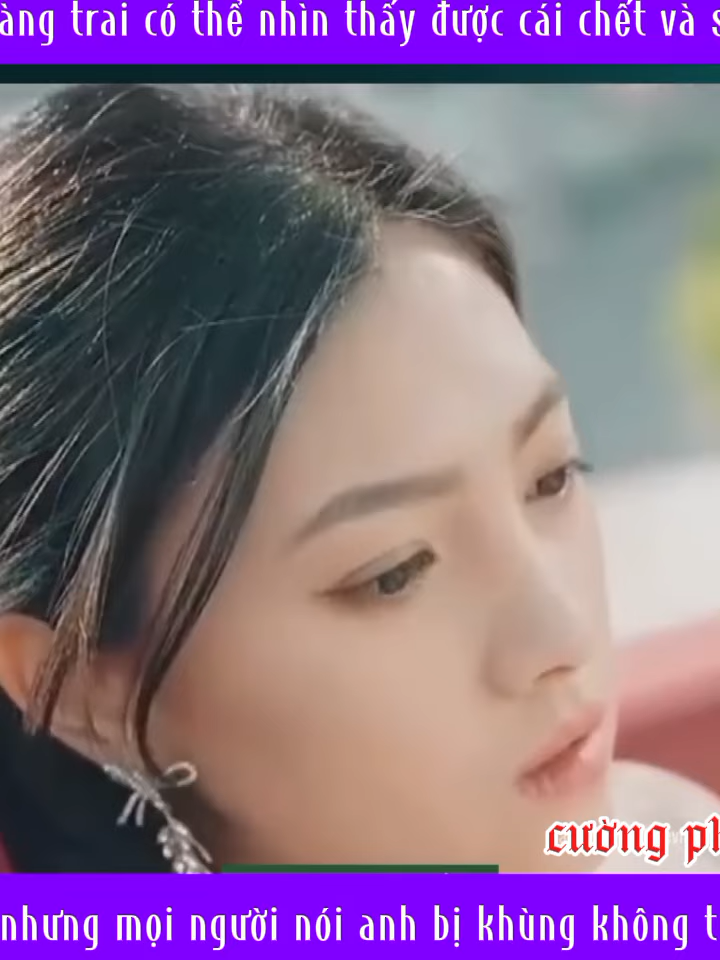 àng trai có thể nhìn thấy được cái chết và s
cường ph
nhưng mọi người nói anh bị khùng không t